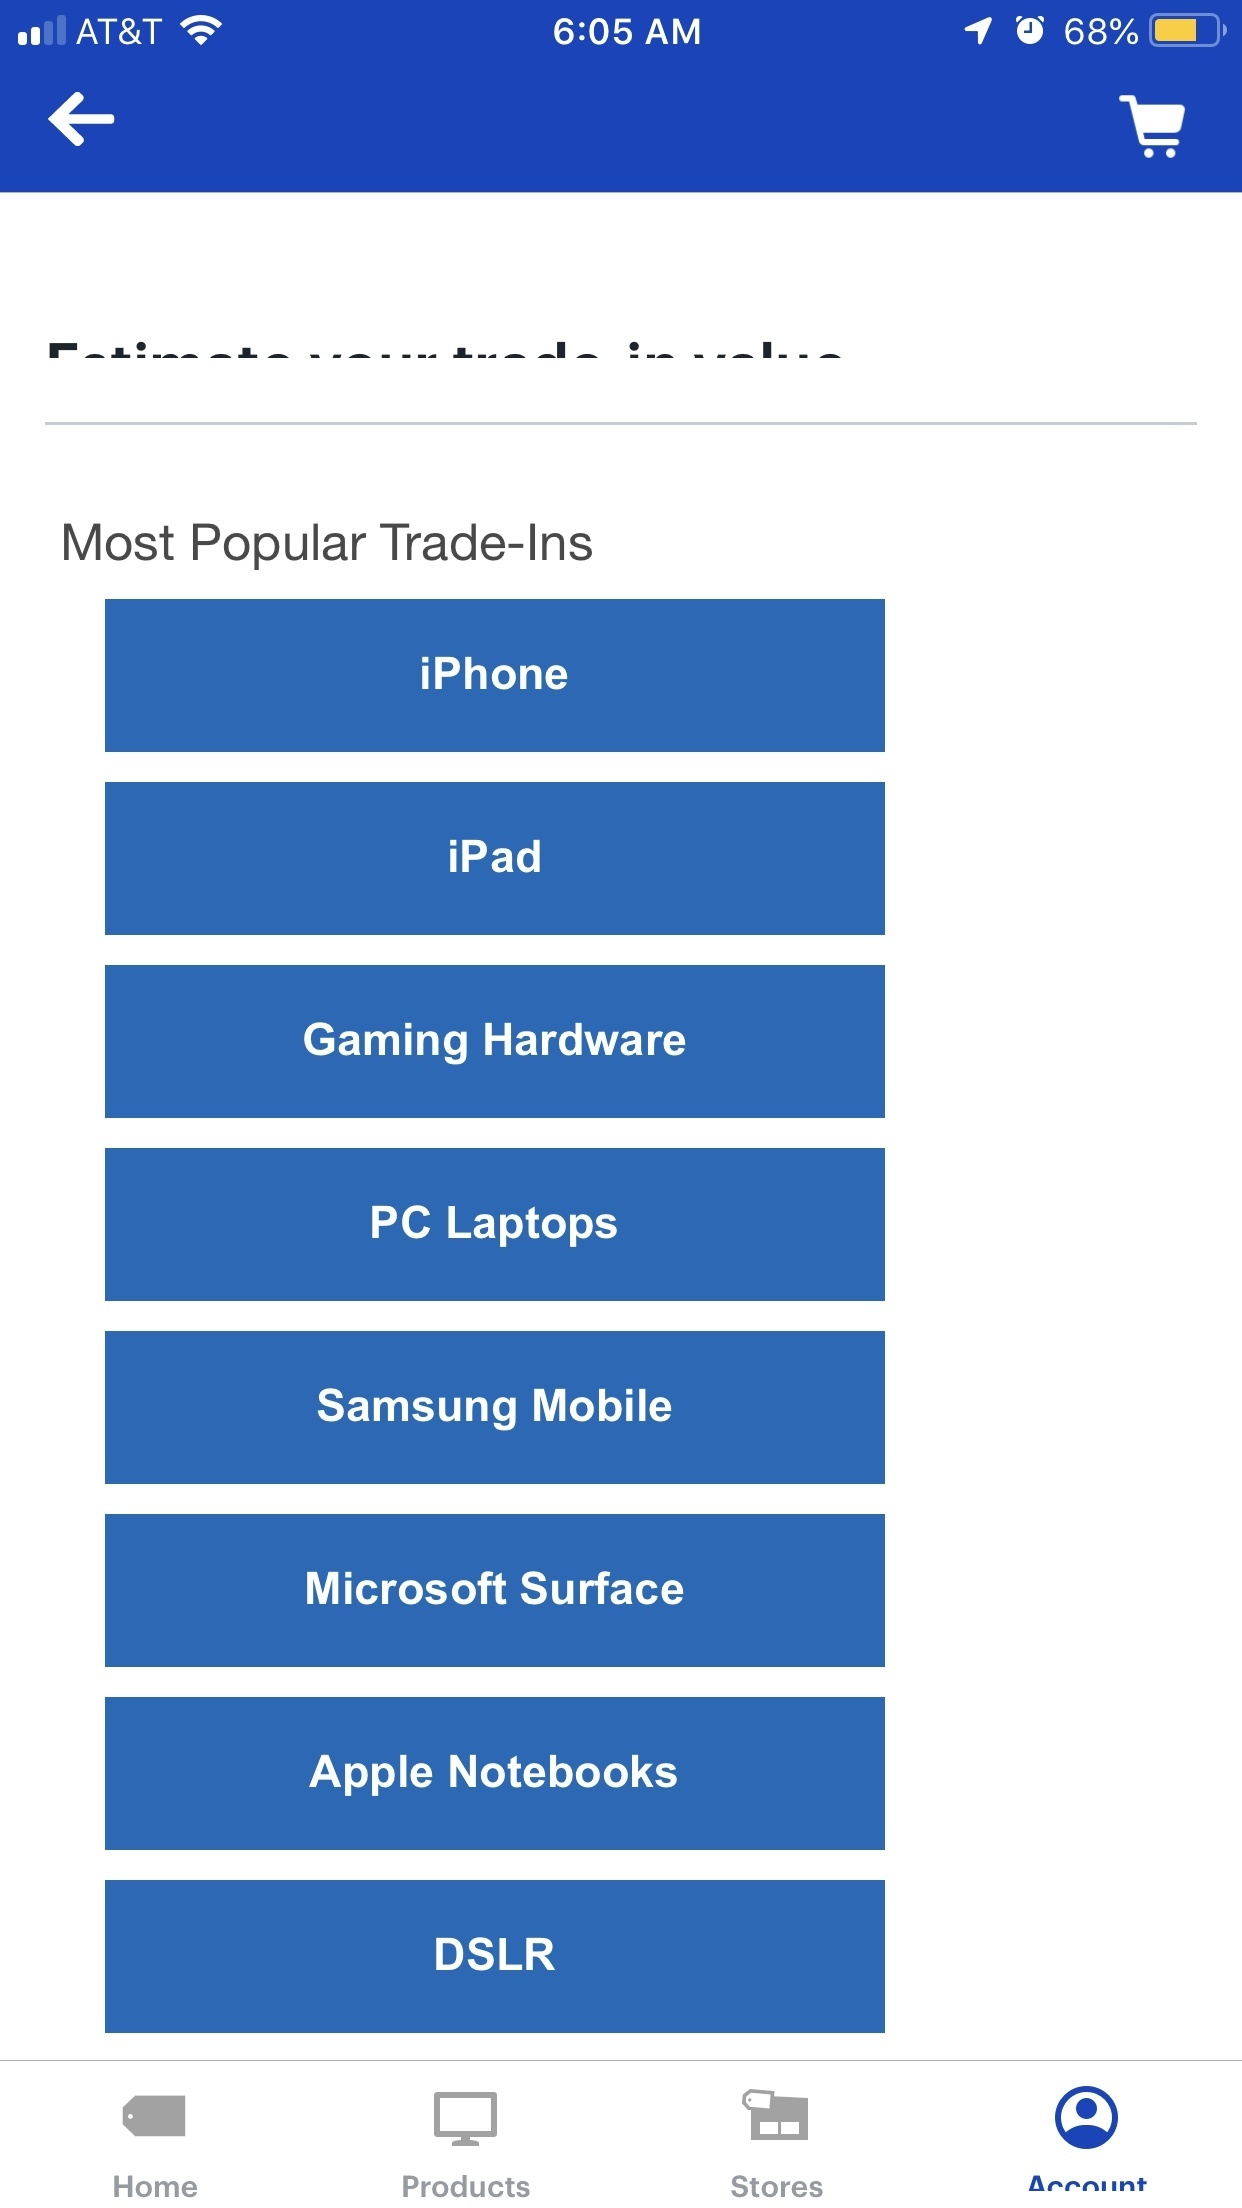 AT&T 6:05 AM 68%
Estimate your trade-in value
Most Popular Trade-Ins
iPhone
iPad
Gaming Hardware
PC Laptops
Samsung Mobile
Microsoft Surface
Apple Notebooks
DSLR
Home Products Stores Account